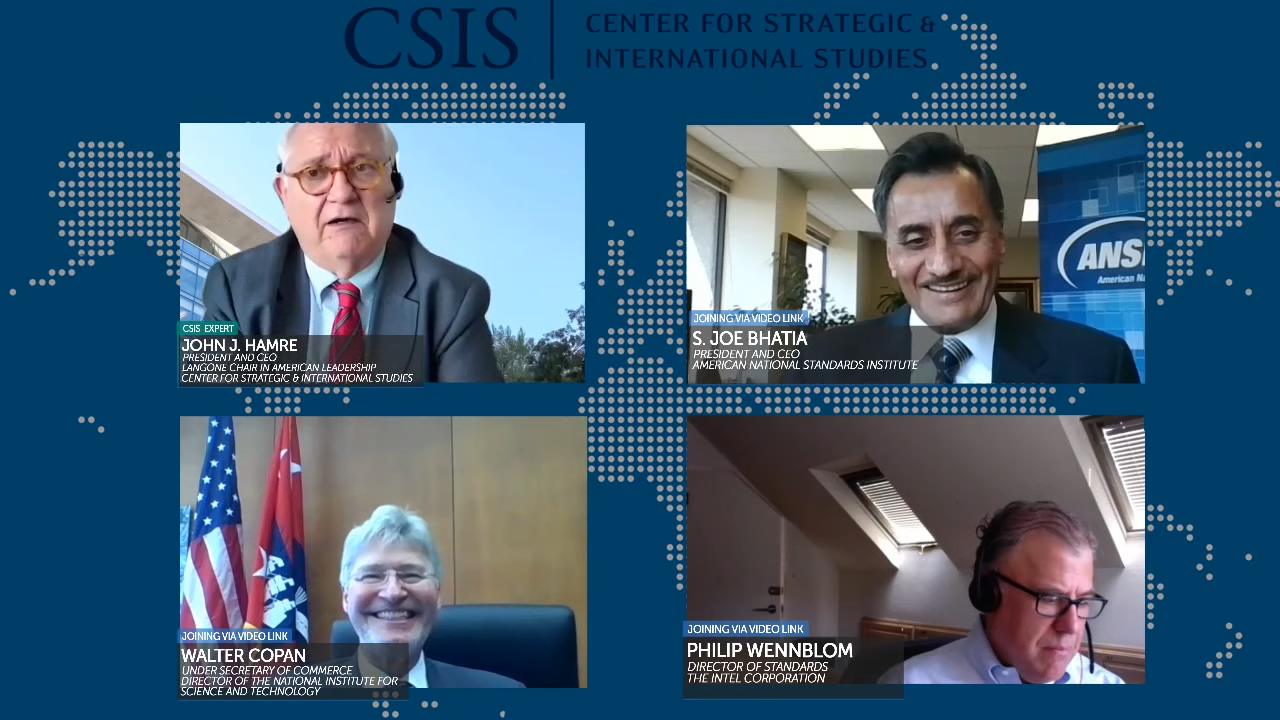 CSIS
CENTER FOR STRATEGIC &
INTERNATIONAL STUDIES
CSIS EXPERT
JOHN J. HAMRE
PRESIDENT AND CEO
LANGONE CHAIR IN AMERICAN LEADERSHIP
CENTER FOR STRATEGIC & INTERNATIONAL STUDIES
ANS
American Na
JOINING VIA VIDEO LINK
S. JOE BHATIA
PRESIDENT AND CEO
AMERICAN NATIONAL STANDARDS INSTITUTE
JOINING VIA VIDEO LINK
WALTER COPAN
UNDER SECRETARY OF COMMERCE
DIRECTOR OF THE NATIONAL INSTITUTE FOR
SCIENCE AND TECHNOLOGY
JOINING VIA VIDEO LINK
PHILIP WENNBLOM
DIRECTOR OF STANDARDS
THE INTEL CORPORATION